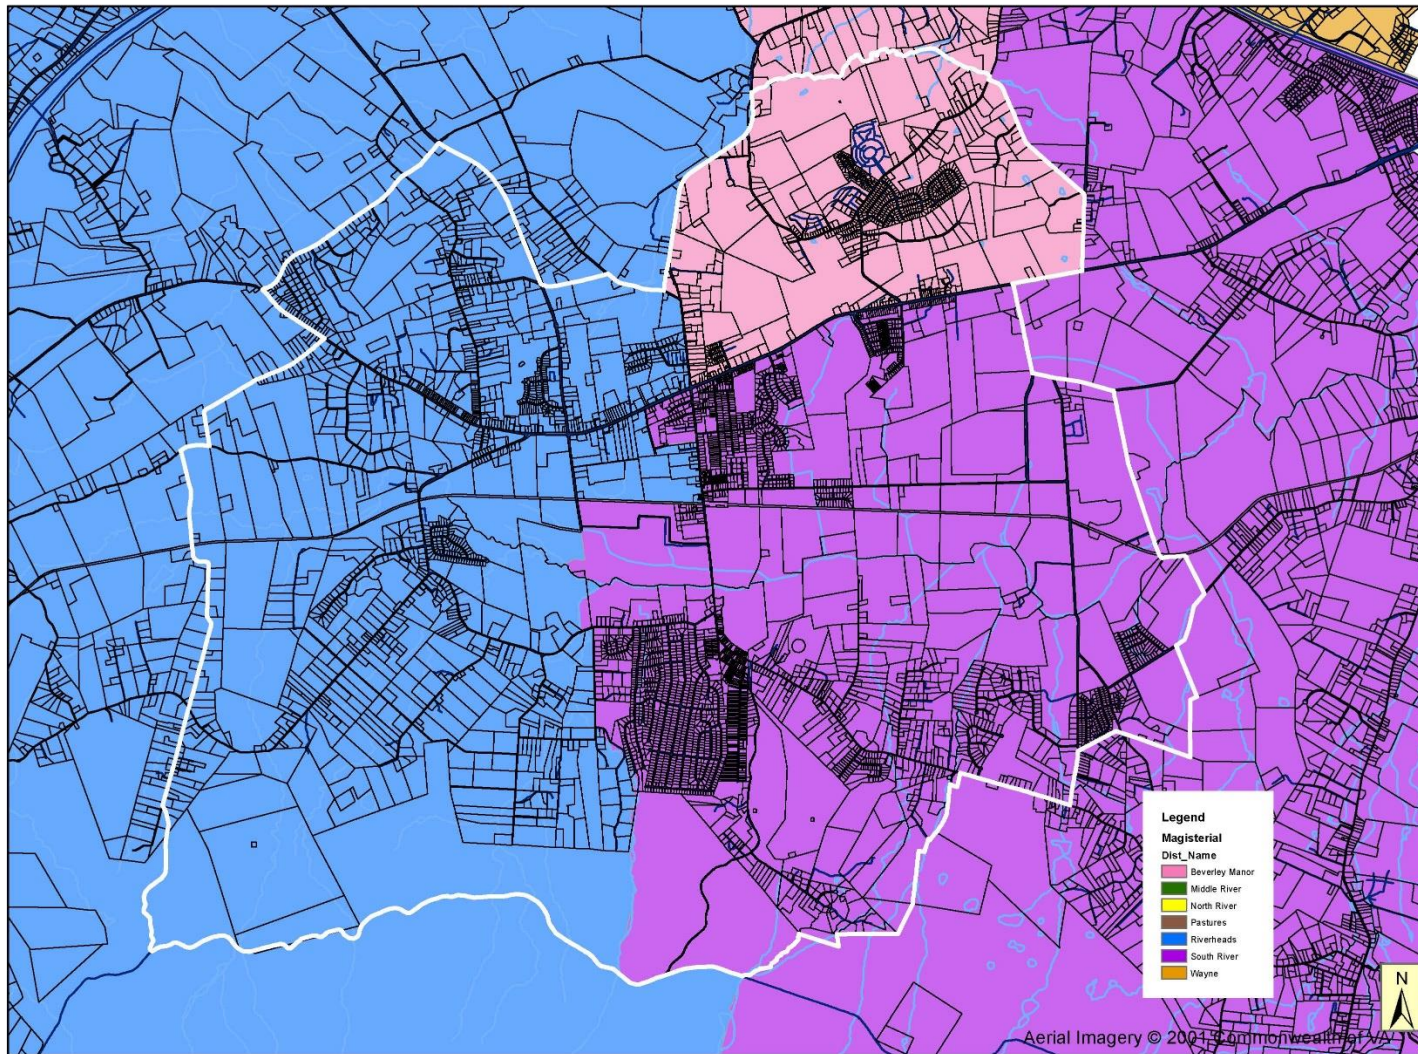 Legend
Magisterial
Dist_Name
Beverley Manor
Middle River
North River
Pastures
Riverheads
South River
Wayne
N
Aerial Imagery © 2001 Commonwealth of VA